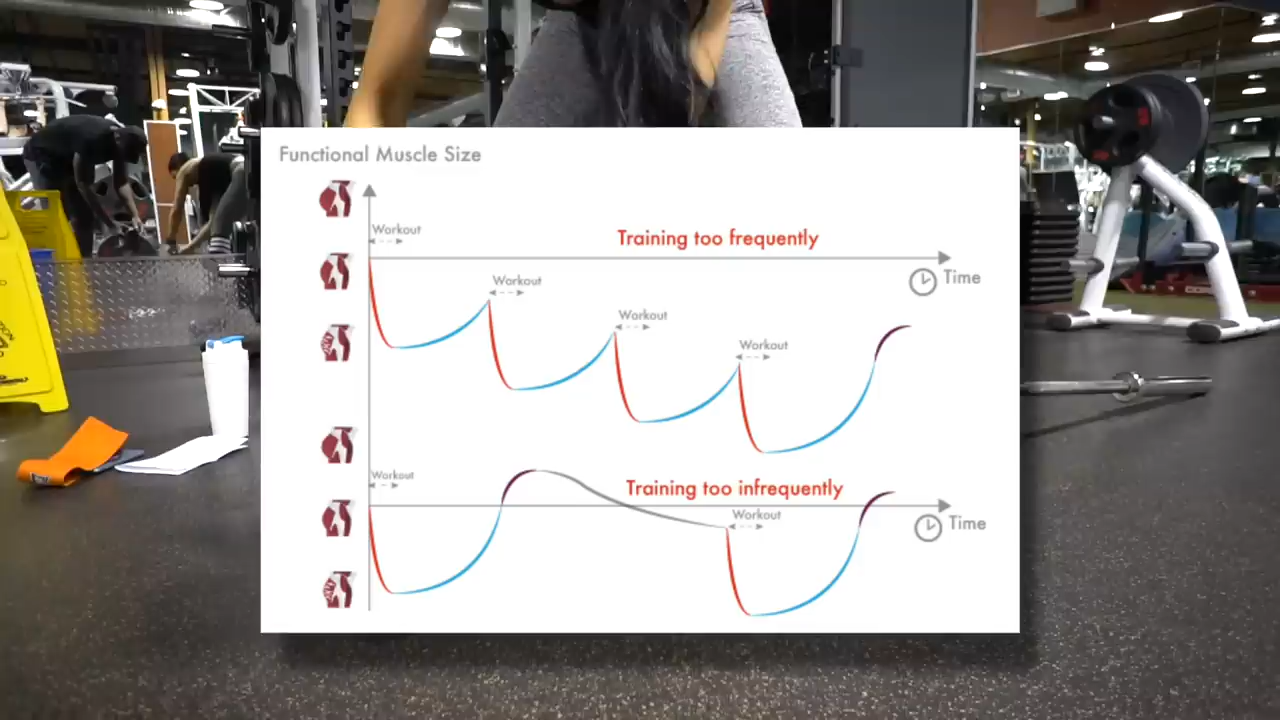 Functional Muscle Size
Workout
Training too frequently
Time
Workout
Workout
Workout
Workout
Training too infrequently
Workout
Time